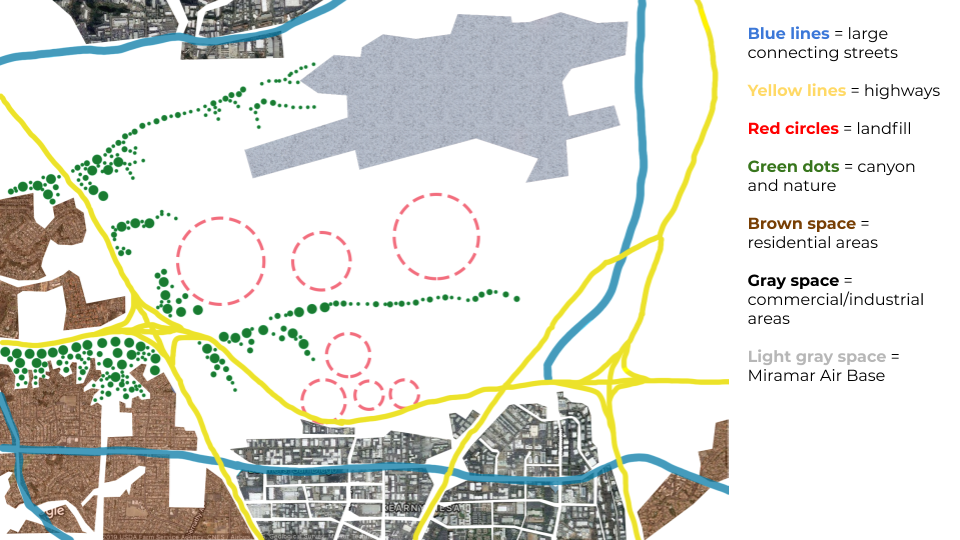 Blue lines = large
connecting streets
Yellow lines = highways
Red circles = landfill
Green dots = canyon
and nature
Brown space =
residential areas
Gray space =
commercial/industrial
areas
Light gray space =
Miramar Air Base
gle